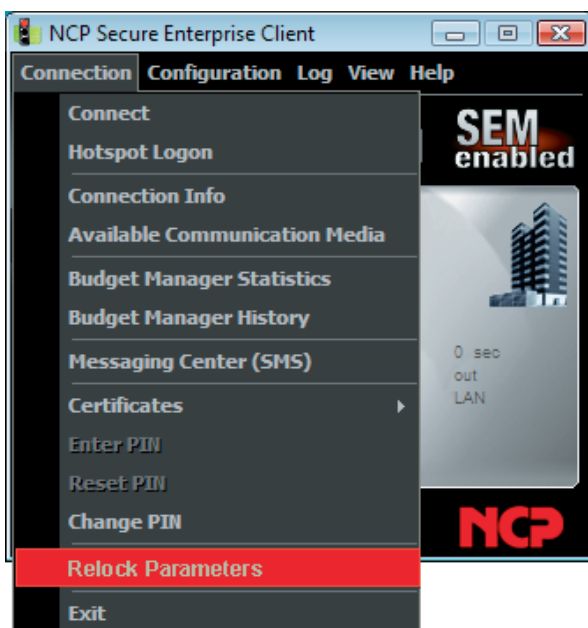 NCP Secure Enterprise Client
Connection Configuration Log View Help
Connect
Hotspot Logon
Connection Info
Available Communication Media
Budget Manager Statistics
Budget Manager History
Messaging Center (SMS)
Certificates
Enter PIN
Reset PIN
Change PIN
Relock Parameters
Exit
SEM
enabled
0 sec
out
LAN
NCP